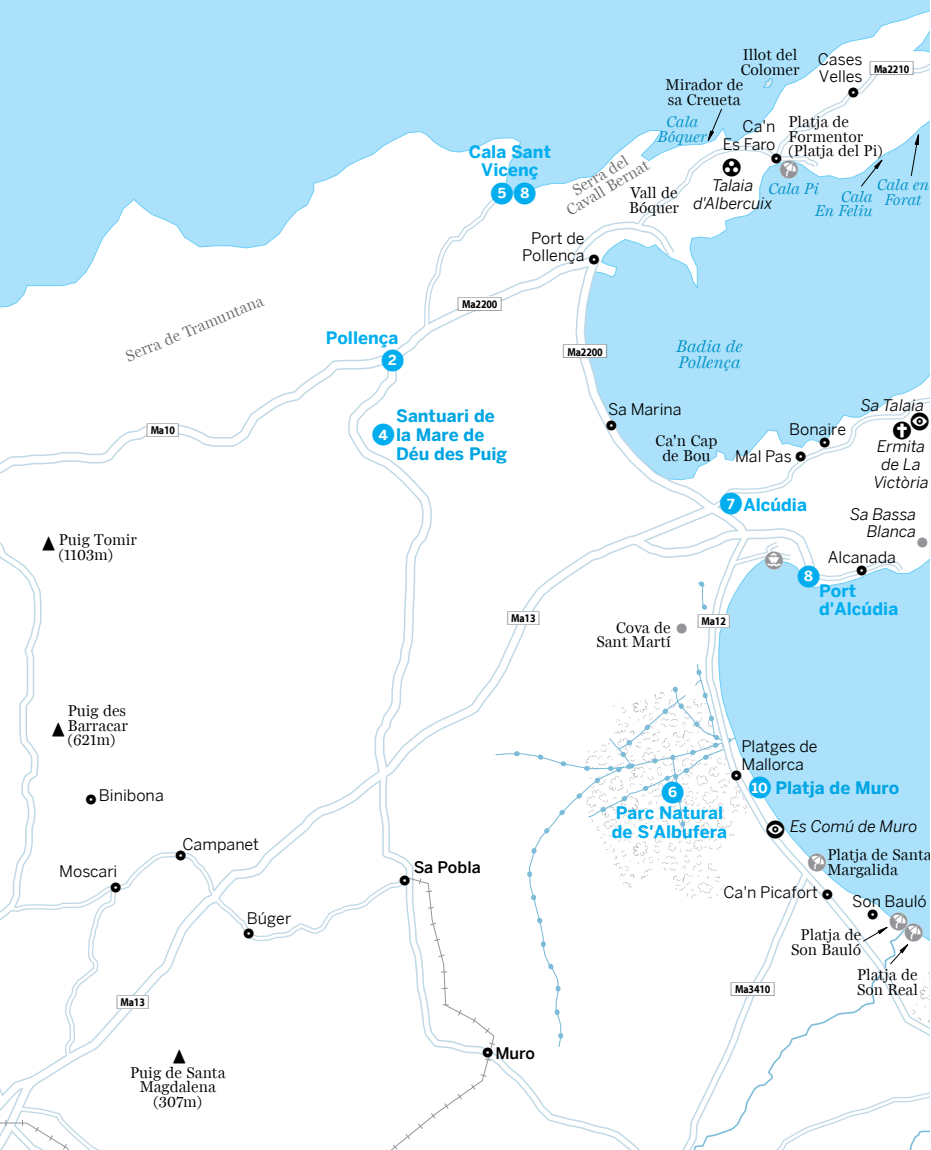 Illot del
Colomer
Cases
Velles
Ma2210
Mirador de
sa Creueta
Cala
Bóquer
Ca'n
Es Faro
Platja de
Formentor
(Platja del Pi)
Cala Sant
Vicenç
5 8
Serra del
Cavall Bernat
Vall de
Bóquer
Talaia
d'Albercuix
Cala Pi
Cala
En Feliu
Cala en
Forat
Port de
Pollença
Ma2200
Serra de Tramuntana
Pollença
2
Ma2200
Badia de
Pollença
Santuari de
4 la Mare de
Déu des Puig
Ma10
Sa Marina
Ca'n Cap
de Bou
Bonaire
Mal Pas
Sa Talaia
Ermita
de La
Victòria
7 Alcúdia
Sa Bassa
Blanca
Puig Tomir
(1103m)
Alcanada
8
Port
d'Alcúdia
Ma13
Ma12
Cova de
Sant Martí
Puig des
Barracar
(621m)
Platges de
Mallorca
Binibona
6
Parc Natural
de S'Albufera
10 Platja de Muro
Es Comú de Muro
Campanet
Moscari
Sa Pobla
Platja de Santa
Margalida
Ca'n Picafort
Son Bauló
Búger
Platja de
Son Bauló
Platja de
Son Real
Ma13
Ma3410
Muro
Puig de Santa
Magdalena
(307m)